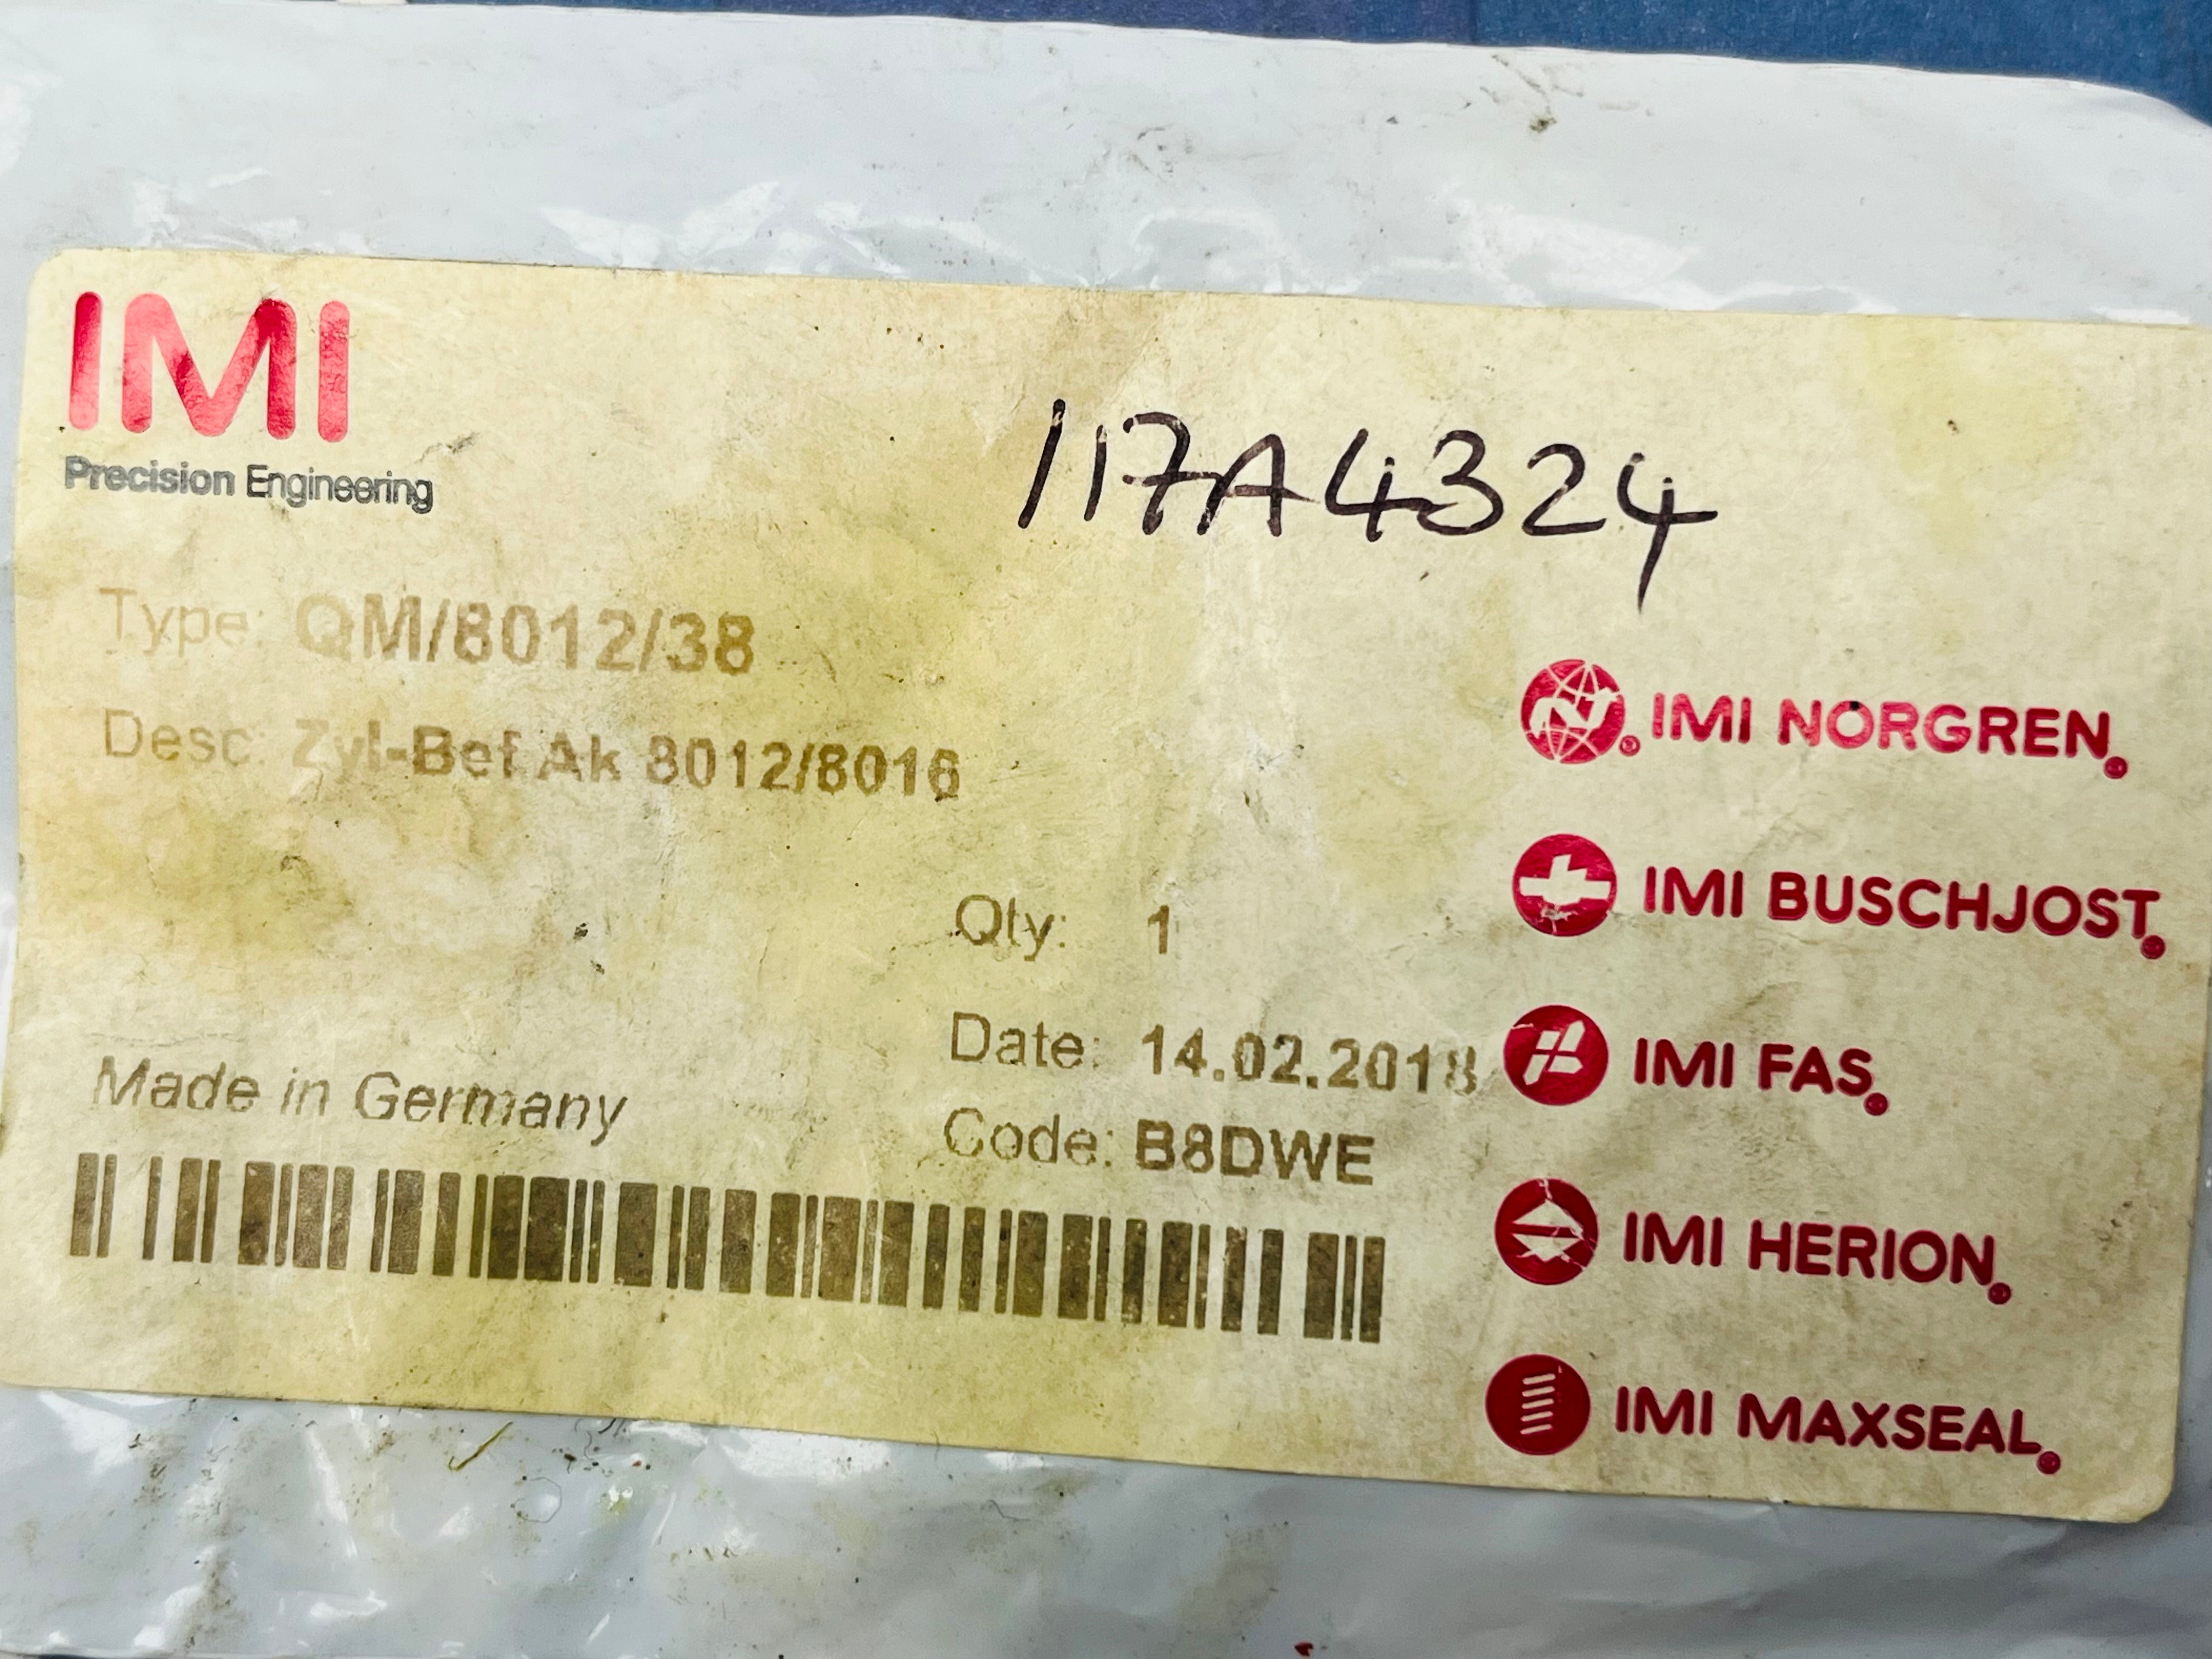 IMI
Precision Engineering
117A4324
Type: QM/8012/38
Desc: Zyl-Bef Ak 8012/8016
Qty: 1
Date: 14.02.2018
Code: B8DWE
Made in Germany
IMI NORGREN®
IMI BUSCHJOST®
IMI FAS®
IMI HERION®
IMI MAXSEAL®